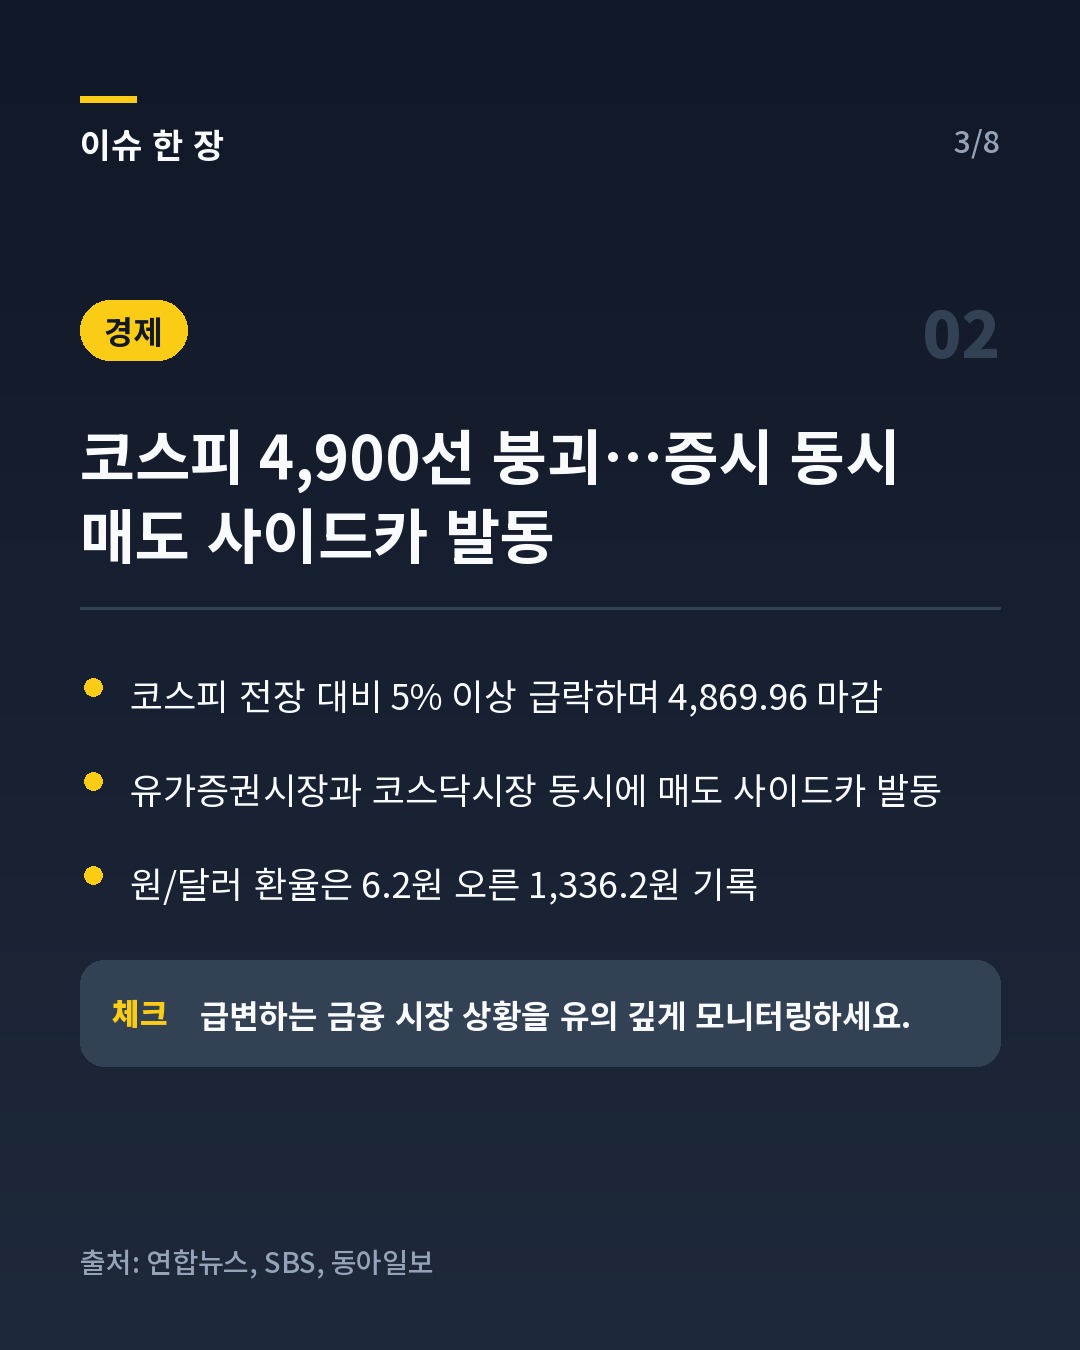 이슈 한 장
3/8
경제
02
코스피 4,900선 붕괴…증시 동시
매도 사이드카 발동
코스피 전장 대비 5% 이상 급락하며 4,869.96 마감
유가증권시장과 코스닥시장 동시에 매도 사이드카 발동
원/달러 환율은 6.2원 오른 1,336.2원 기록
체크 급변하는 금융 시장 상황을 유의 깊게 모니터링하세요.
출처: 연합뉴스, SBS, 동아일보